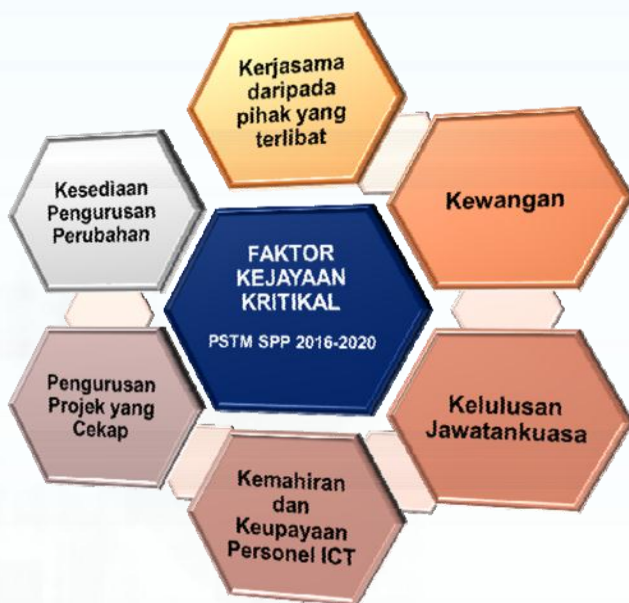 Kerjasama
daripada
pihak yang
terlibat
Kewangan
Kelulusan
Jawatankuasa
Kemahiran
dan
Keupayaan
Personel ICT
Pengurusan
Projek yang
Cekap
Kesediaan
Pengurusan
Perubahan
FAKTOR
KEJAYAAN
KRITIKAL
PSTM SPP 2016-2020